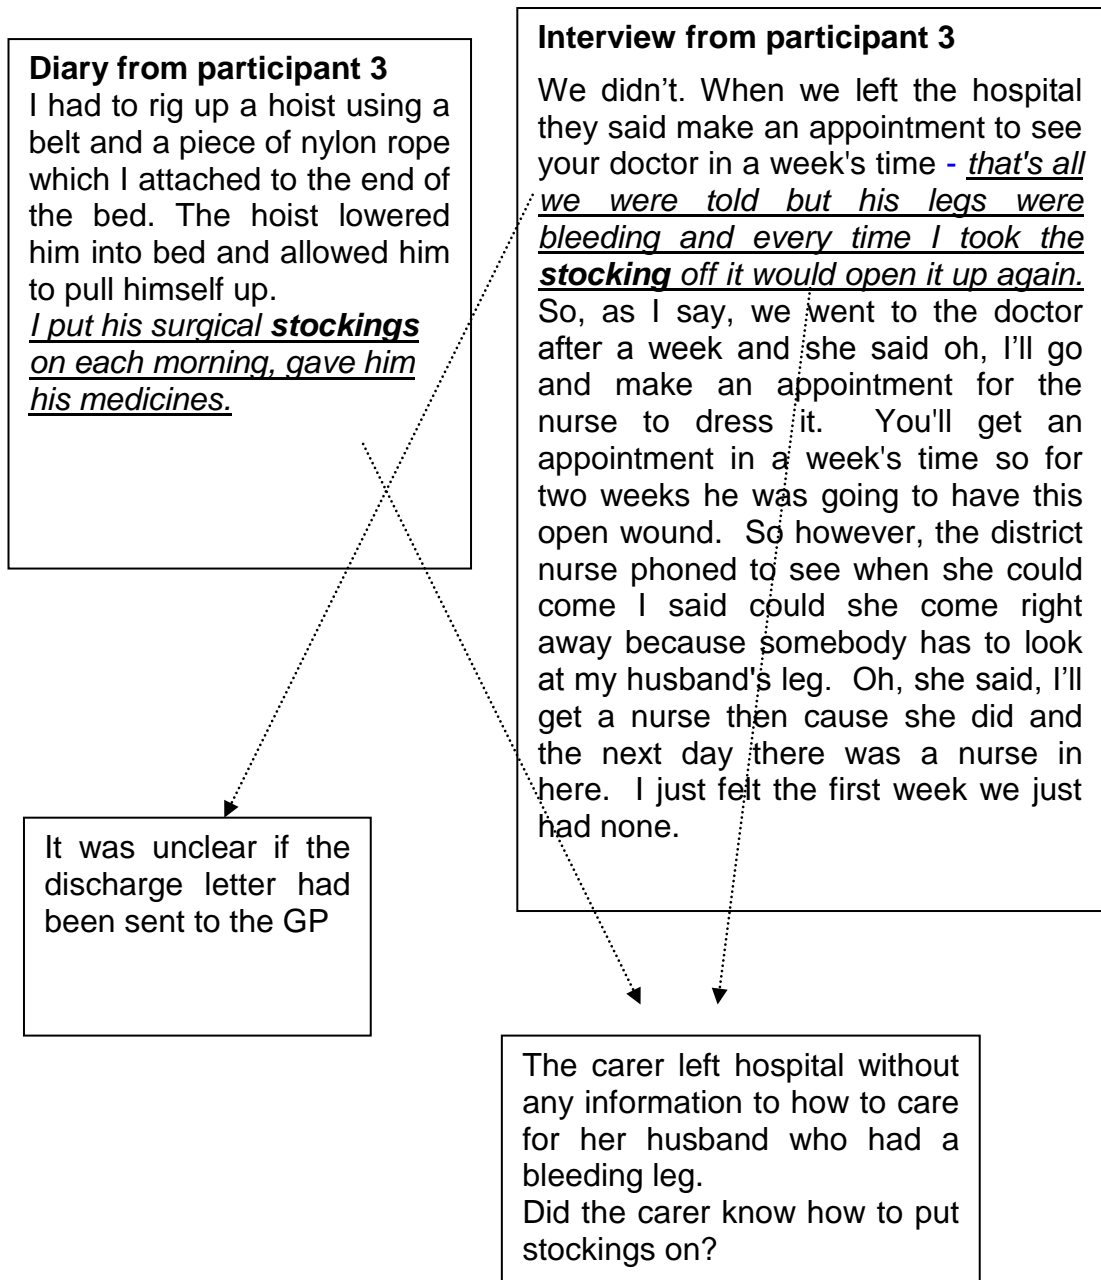 Diary from participant 3
I had to rig up a hoist using a
belt and a piece of nylon rope
which I attached to the end of
the bed. The hoist lowered
him into bed and allowed him
to pull himself up.
I put his surgical stockings
on each morning, gave him
his medicines.
Interview from participant 3
We didn’t. When we left the hospital
they said make an appointment to see
your doctor in a week's time - that's all
we were told but his legs were
bleeding and every time I took the
stocking off it would open it up again.
So, as I say, we went to the doctor
after a week and she said oh, I’ll go
and make an appointment for the
nurse to dress it. You'll get an
appointment in a week's time so for
two weeks he was going to have this
open wound. So however, the district
nurse phoned to see when she could
come I said could she come right
away because somebody has to look
at my husband's leg. Oh, she said, I’ll
get a nurse then cause she did and
the next day there was a nurse in
here. I just felt the first week we just
had none.
It was unclear if the
discharge letter had
been sent to the GP
The carer left hospital without
any information to how to care
for her husband who had a
bleeding leg.
Did the carer know how to put
stockings on?